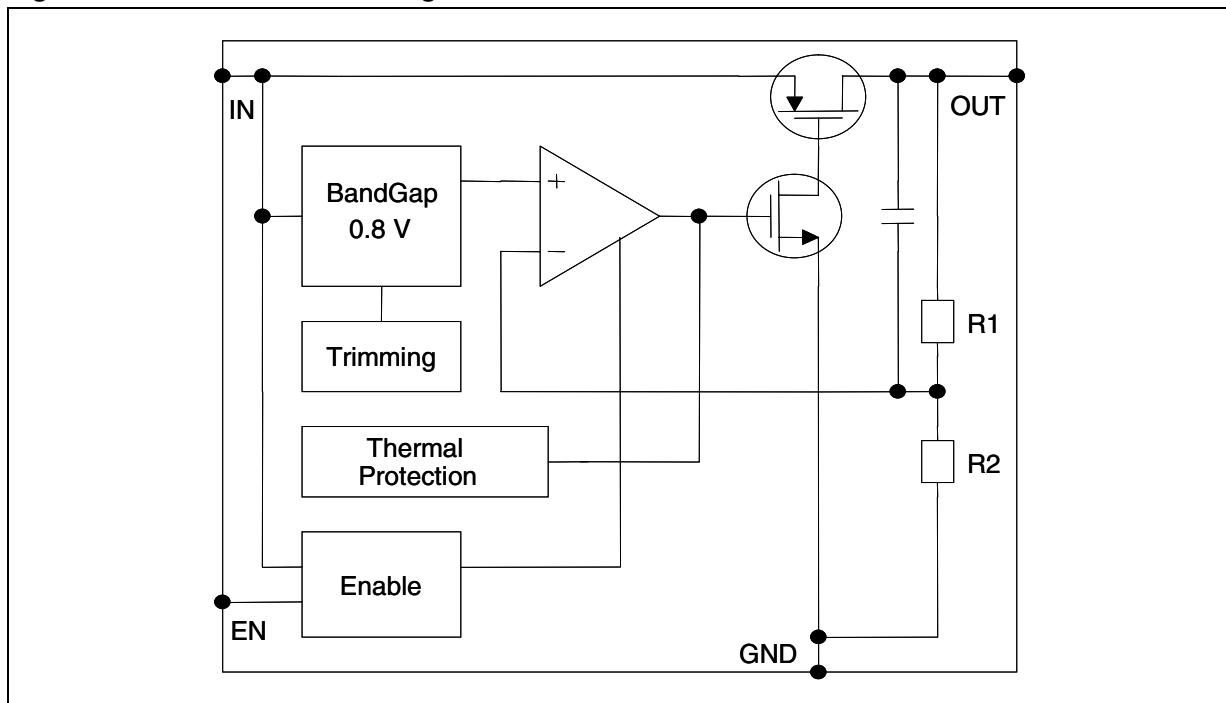 IN
OUT
BandGap
0.8 V
+
−
R1
Trimming
Thermal
Protection
R2
Enable
EN
GND